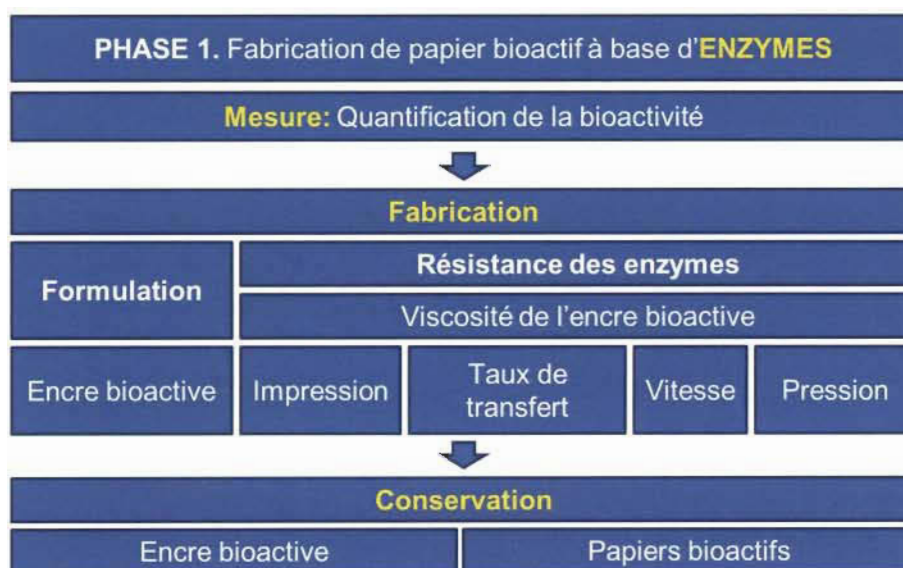 PHASE 1. Fabrication de papier bioactif à base d'ENZYMES
Mesure: Quantification de la bioactivité
Fabrication
Formulation
Résistance des enzymes
Viscosité de l'encre bioactive
Encre bioactive
Impression
Taux de
transfert
Vitesse
Pression
Conservation
Encre bioactive
Papiers bioactifs